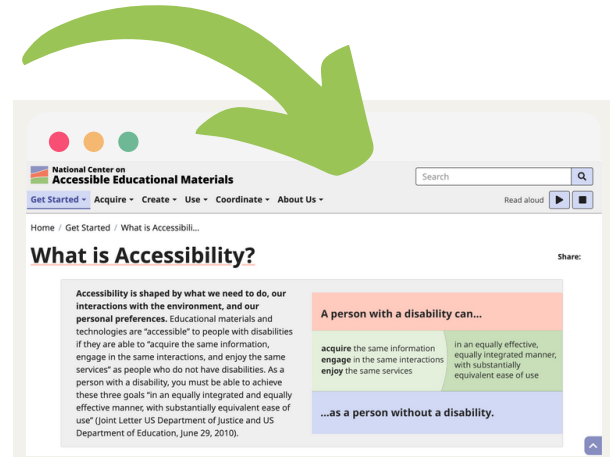 National Center on
Accessible Educational Materials
Search
Get Started Acquire Create Use Coordinate About Us
Read aloud
Home / Get Started / What is Accessibili...
What is Accessibility?
Share:
Accessibility is shaped by what we need to do, our
interactions with the environment, and our
personal preferences. Educational materials and
technologies are “accessible” to people with disabilities
if they are able to “acquire the same information,
engage in the same interactions, and enjoy the same
services” as people who do not have disabilities. As a
person with a disability, you must be able to achieve
these three goals “in an equally integrated and equally
effective manner, with substantially equivalent ease of
use” (Joint Letter US Department of Justice and US
Department of Education, June 29, 2010).
A person with a disability can...
acquire the same information
engage in the same interactions
enjoy the same services
in an equally effective,
equally integrated manner,
with substantially
equivalent ease of use
...as a person without a disability.